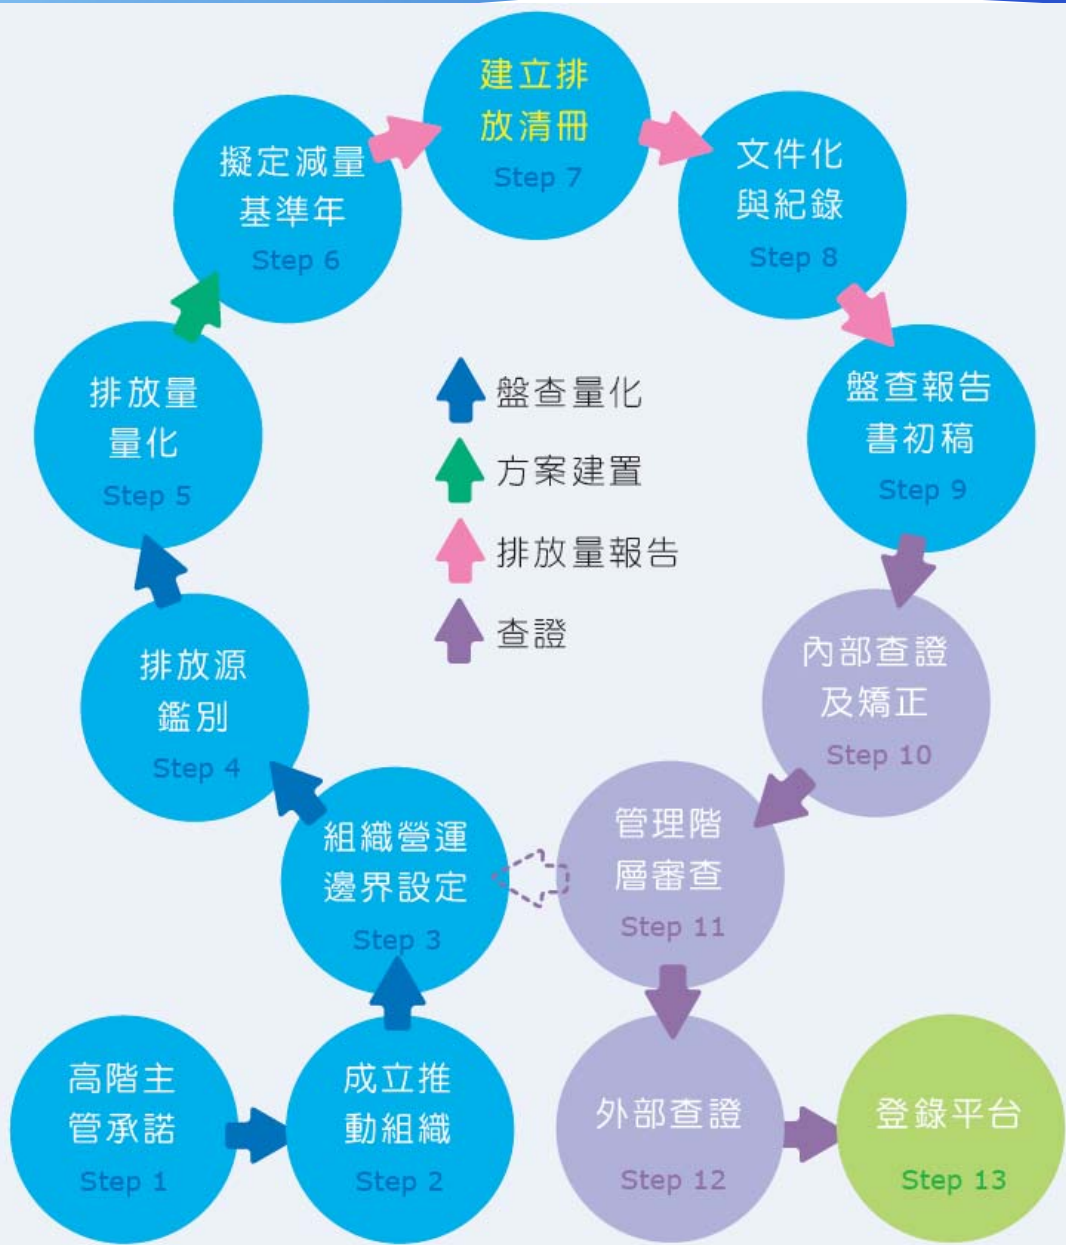 建立排
放清冊
Step 7
擬定減量
基準年
Step 6
文件化
與紀錄
Step 8
排放量
量化
Step 5
盤查量化
方案建置
排放量報告
查證
盤查報告
書初稿
Step 9
排放源
鑑別
Step 4
內部查證
及矯正
Step 10
組織營運
邊界設定
Step 3
管理階
層審查
Step 11
高階主
管承諾
Step 1
成立推
動組織
Step 2
外部查證
Step 12
登錄平台
Step 13